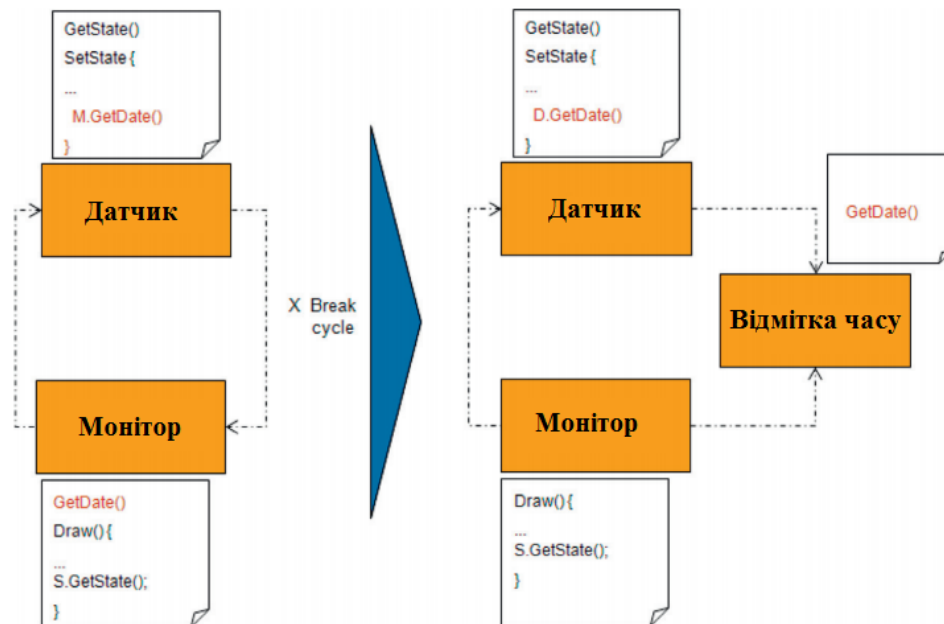 GetState()
SetState {
...
M.GetDate()
}
Датчик
X Break
cycle
Монітор
GetDate()
Draw() {
...
S.GetState();
}
GetState()
SetState {
...
D.GetDate()
}
Датчик
GetDate()
Відмітка часу
Монітор
Draw() {
...
S.GetState();
}